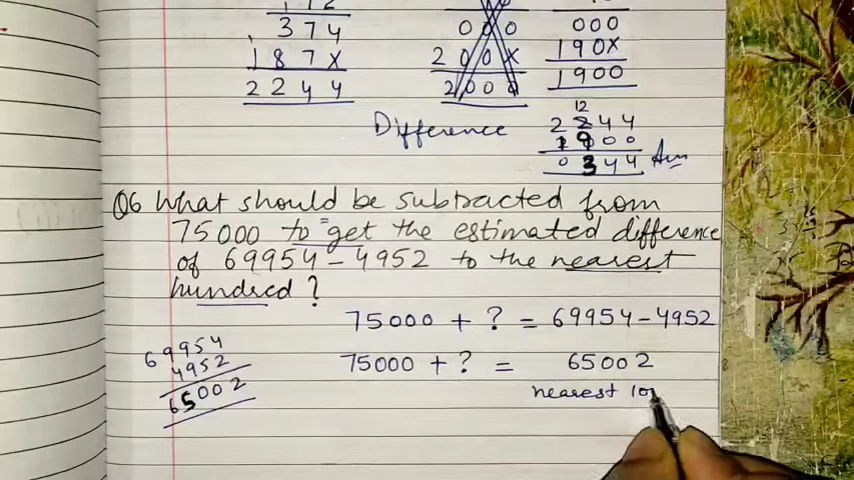 374
187X
2244
000
200X
2000
000
190X
1900
Difference
12
2244
1900
0344 Ans
Q6 What should be subtracted from
75000 to get the estimated difference
of 69954-4952 to the nearest
hundred?
75000 + ? = 69954-4952
69954
4952
65002
75000 + ? = 65002
nearest 10